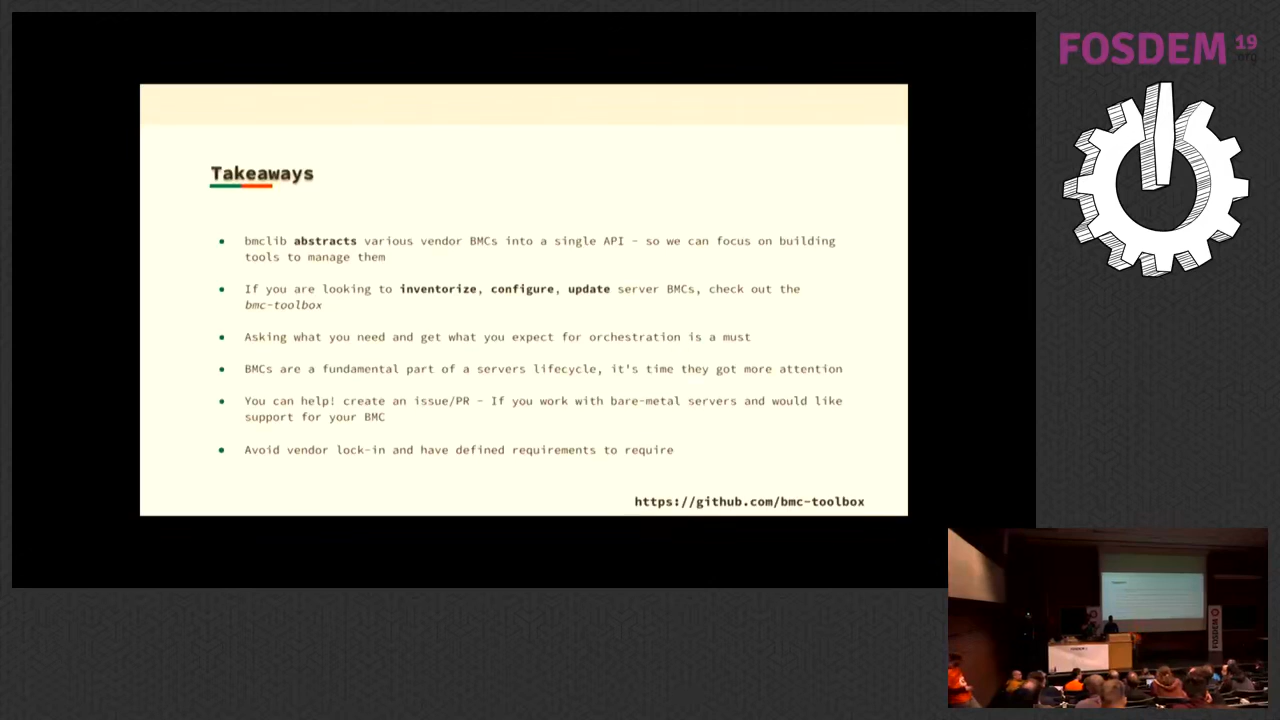 FOSDEM 19
.org
Takeaways
bmclib abstracts various vendor BMCs into a single API - so we can focus on building
tools to manage them
If you are looking to inventorize, configure, update server BMCs, check out the
bmc-toolbox
Asking what you need and get what you expect for orchestration is a must
BMCs are a fundamental part of a servers lifecycle, it's time they got more attention
You can help! create an issue/PR - If you work with bare-metal servers and would like
support for your BMC
Avoid vendor lock-in and have defined requirements to require
https://github.com/bmc-toolbox
FOSDEM